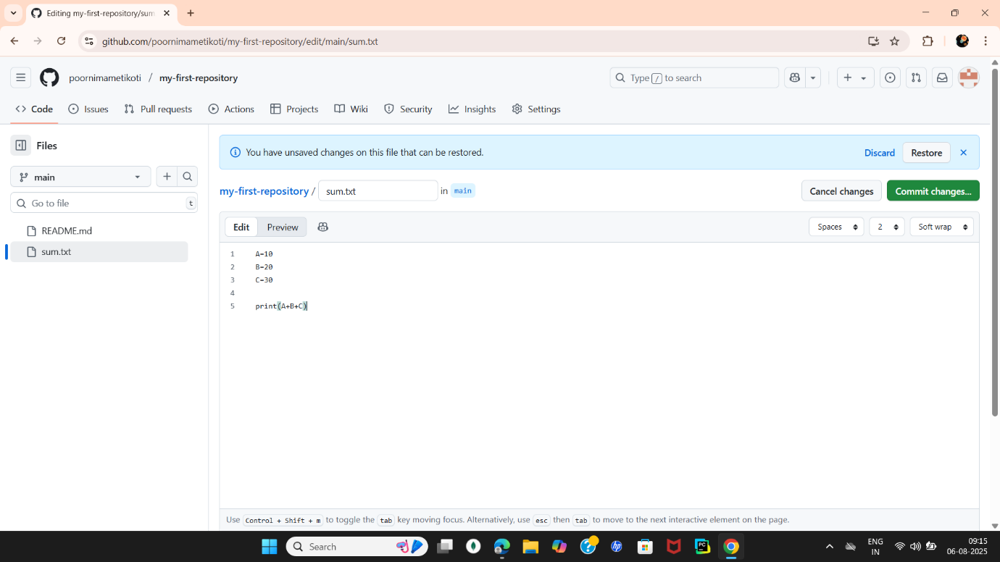 Editing my-first-repository/sum
github.com/poornimametikoti/my-first-repository/edit/main/sum.txt
poornimametikoti / my-first-repository
Type / to search
Code Issues Pull requests Actions Projects Wiki Security Insights Settings
Files
You have unsaved changes on this file that can be restored. Discard Restore
main
my-first-repository / sum.txt in main Cancel changes Commit changes...
Go to file t
README.md
sum.txt
Edit Preview Spaces 2 Soft wrap
1 A=10
2 B=20
3 C=30
4
5 print(A+B+C)
Use Control + Shift + m to toggle the tab key moving focus. Alternatively, use esc then tab to move to the next interactive element on the page.
Search
ENG
IN
09:15
06-08-2025